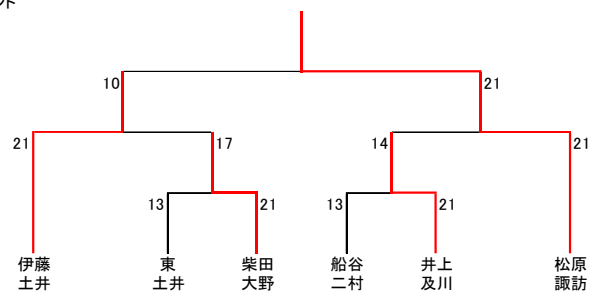 10 21
21 17 14 21
13 21 13 21
伊藤 東 柴田 船谷 井上 松原
土井 土井 大野 二村 及川 諏訪